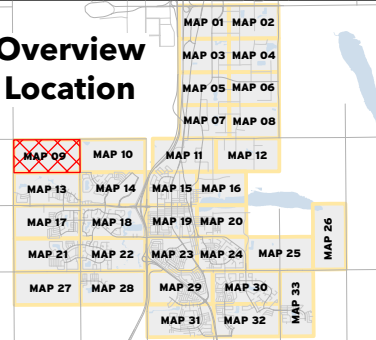 Overview
Location
MAP 01 MAP 02
MAP 03 MAP 04
MAP 05 MAP 06
MAP 07 MAP 08
MAP 09 MAP 10 MAP 11 MAP 12
MAP 13 MAP 14 MAP 15 MAP 16
MAP 17 MAP 18 MAP 19 MAP 20 MAP 26
MAP 21 MAP 22 MAP 23 MAP 24 MAP 25
MAP 27 MAP 28 MAP 29 MAP 30 MAP 33
MAP 31 MAP 32